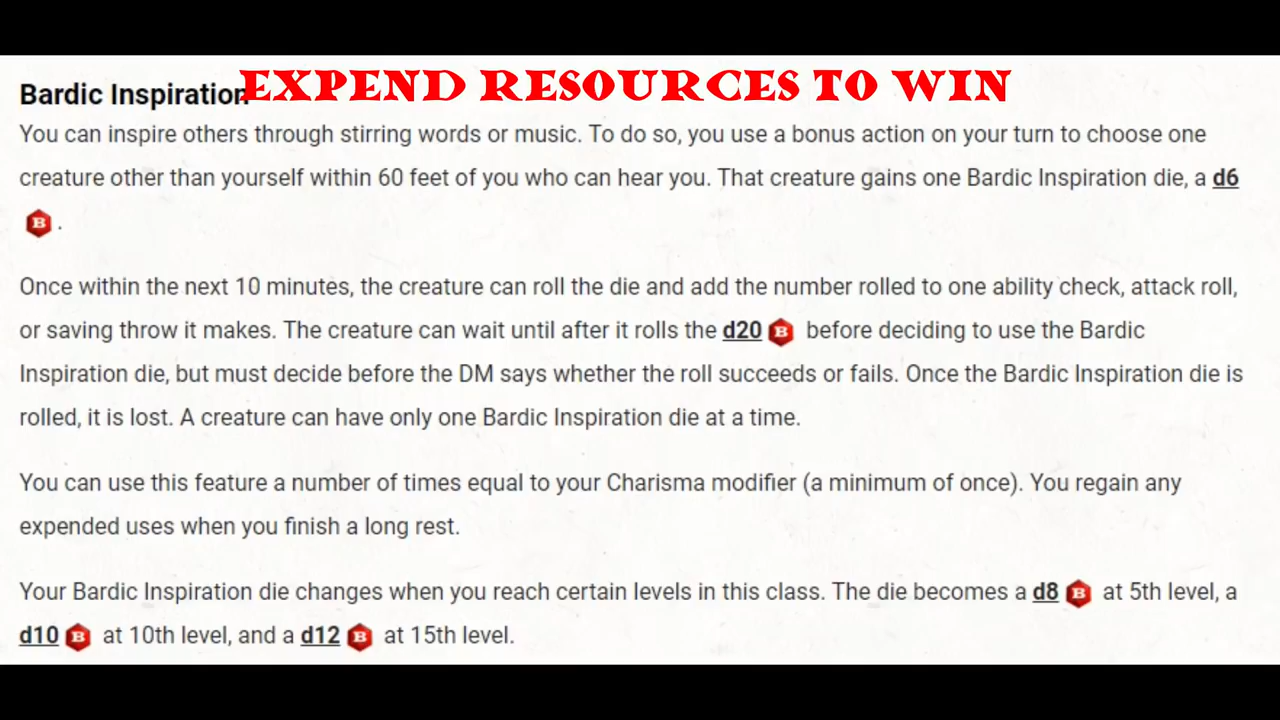 EXPEND RESOURCES TO WIN
Bardic Inspiration
You can inspire others through stirring words or music. To do so, you use a bonus action on your turn to choose one
creature other than yourself within 60 feet of you who can hear you. That creature gains one Bardic Inspiration die, a d6
B .
Once within the next 10 minutes, the creature can roll the die and add the number rolled to one ability check, attack roll,
or saving throw it makes. The creature can wait until after it rolls the d20 B before deciding to use the Bardic
Inspiration die, but must decide before the DM says whether the roll succeeds or fails. Once the Bardic Inspiration die is
rolled, it is lost. A creature can have only one Bardic Inspiration die at a time.
You can use this feature a number of times equal to your Charisma modifier (a minimum of once). You regain any
expended uses when you finish a long rest.
Your Bardic Inspiration die changes when you reach certain levels in this class. The die becomes a d8 B at 5th level, a
d10 B at 10th level, and a d12 B at 15th level.